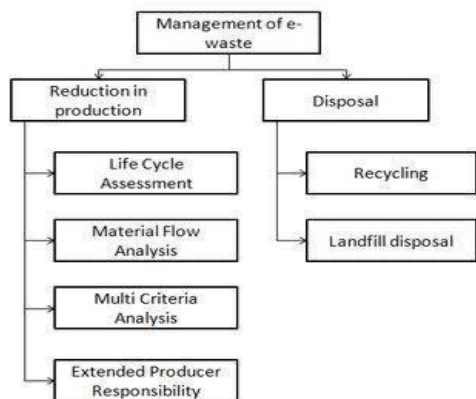 Management of e-
waste
Reduction in
production
Disposal
Life Cycle
Assessment
Material Flow
Analysis
Multi Criteria
Analysis
Extended Producer
Responsibility
Recycling
Landfill disposal